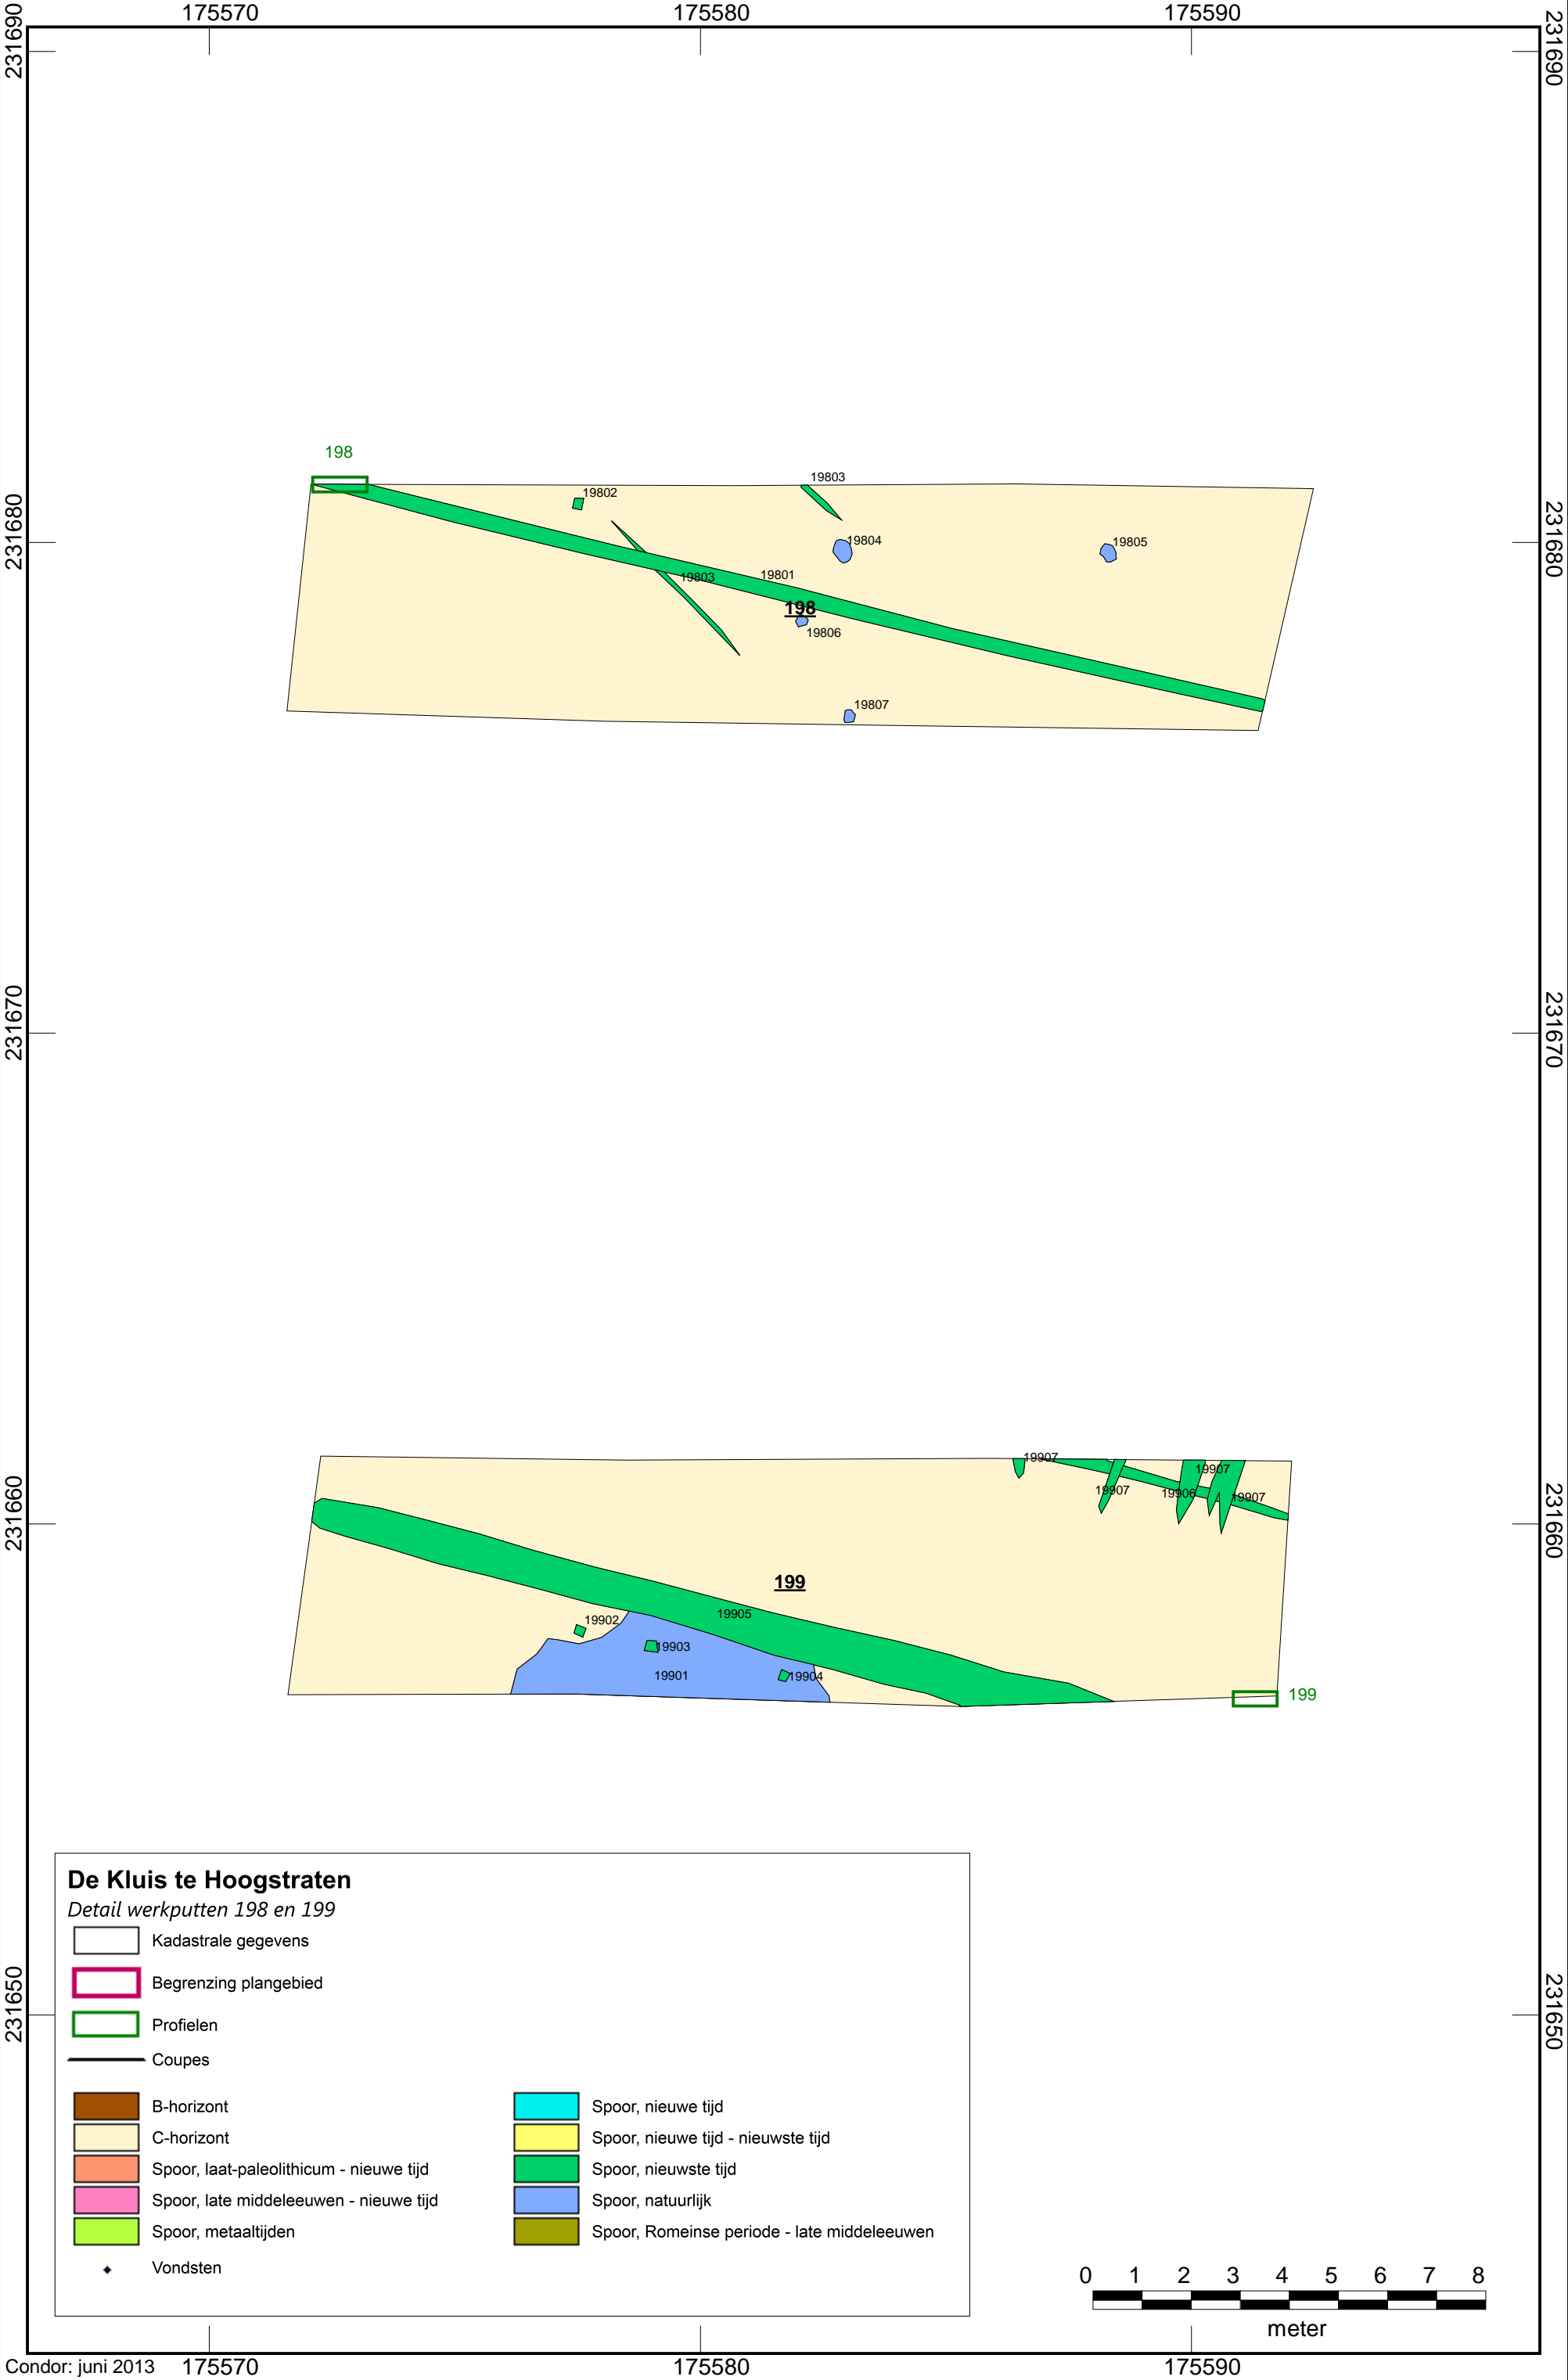 175570 175580 175590
231690
231690
198
19803
19802
19804
19805
231680
231680
19803
19801
198
19806
19807
231670
231670
19907
19907
19907
19906
19907
231660
231660
199
19905
19902
19903
19901
19904
199
De Kluis te Hoogstraten
Detail werkputten 198 en 199
Kadastrale gegevens
Begrenzing plangebied
231650
231650
Profielen
Coupes
B-horizont
C-horizont
Spoor, laat-paleolithicum - nieuwe tijd
Spoor, late middeleeuwen - nieuwe tijd
Spoor, metaaltijden
Vondsten
Spoor, nieuwe tijd
Spoor, nieuwe tijd - nieuwste tijd
Spoor, nieuwste tijd
Spoor, natuurlijk
Spoor, Romeinse periode - late middeleeuwen
0 1 2 3 4 5 6 7 8
meter
Condor: juni 2013
175570 175580 175590